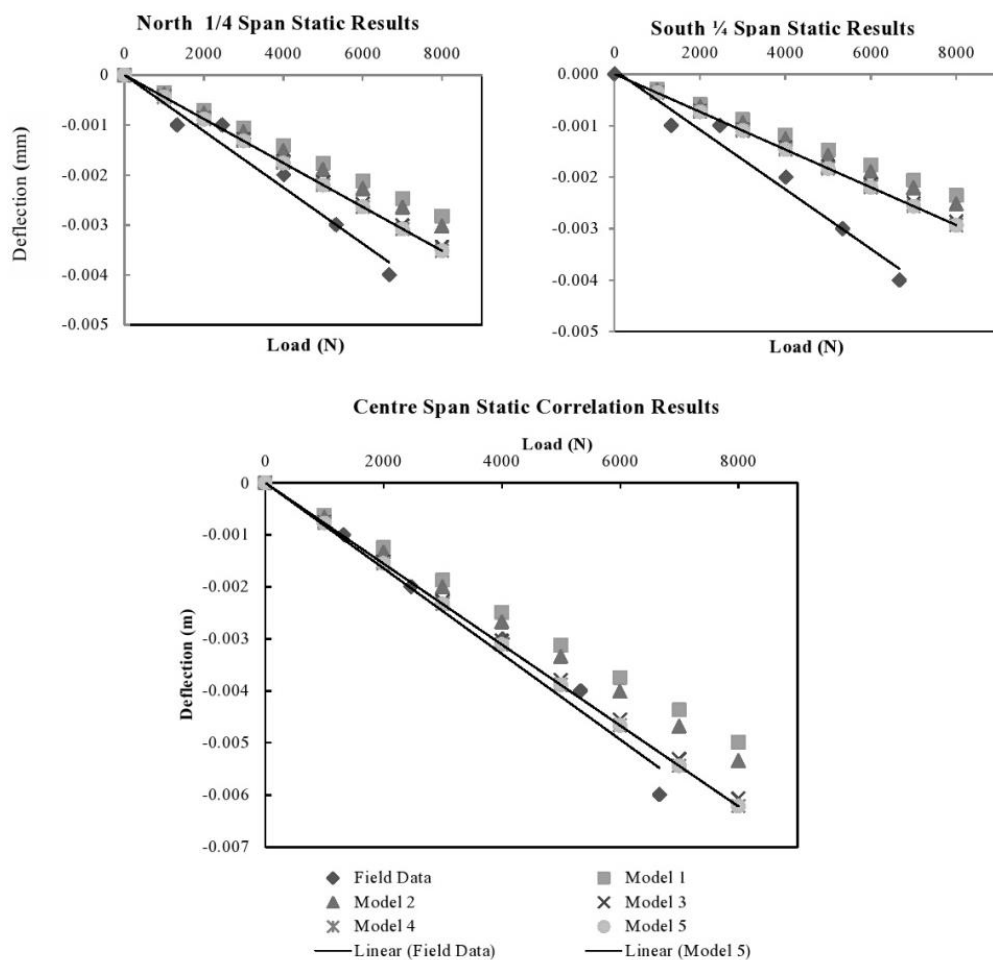 North 1/4 Span Static Results
0 2000 4000 6000 8000
0
-0.001
-0.002
-0.003
-0.004
-0.005
Deflection (mm)
Load (N)
South ¼ Span Static Results
0 2000 4000 6000 8000
0.000
-0.001
-0.002
-0.003
-0.004
-0.005
Load (N)
Centre Span Static Correlation Results
Load (N)
0 2000 4000 6000 8000
0
-0.001
-0.002
-0.003
-0.004
-0.005
-0.006
-0.007
Deflection (m)
Field Data Model 1
Model 2 Model 3
Model 4 Model 5
Linear (Field Data) Linear (Model 5)